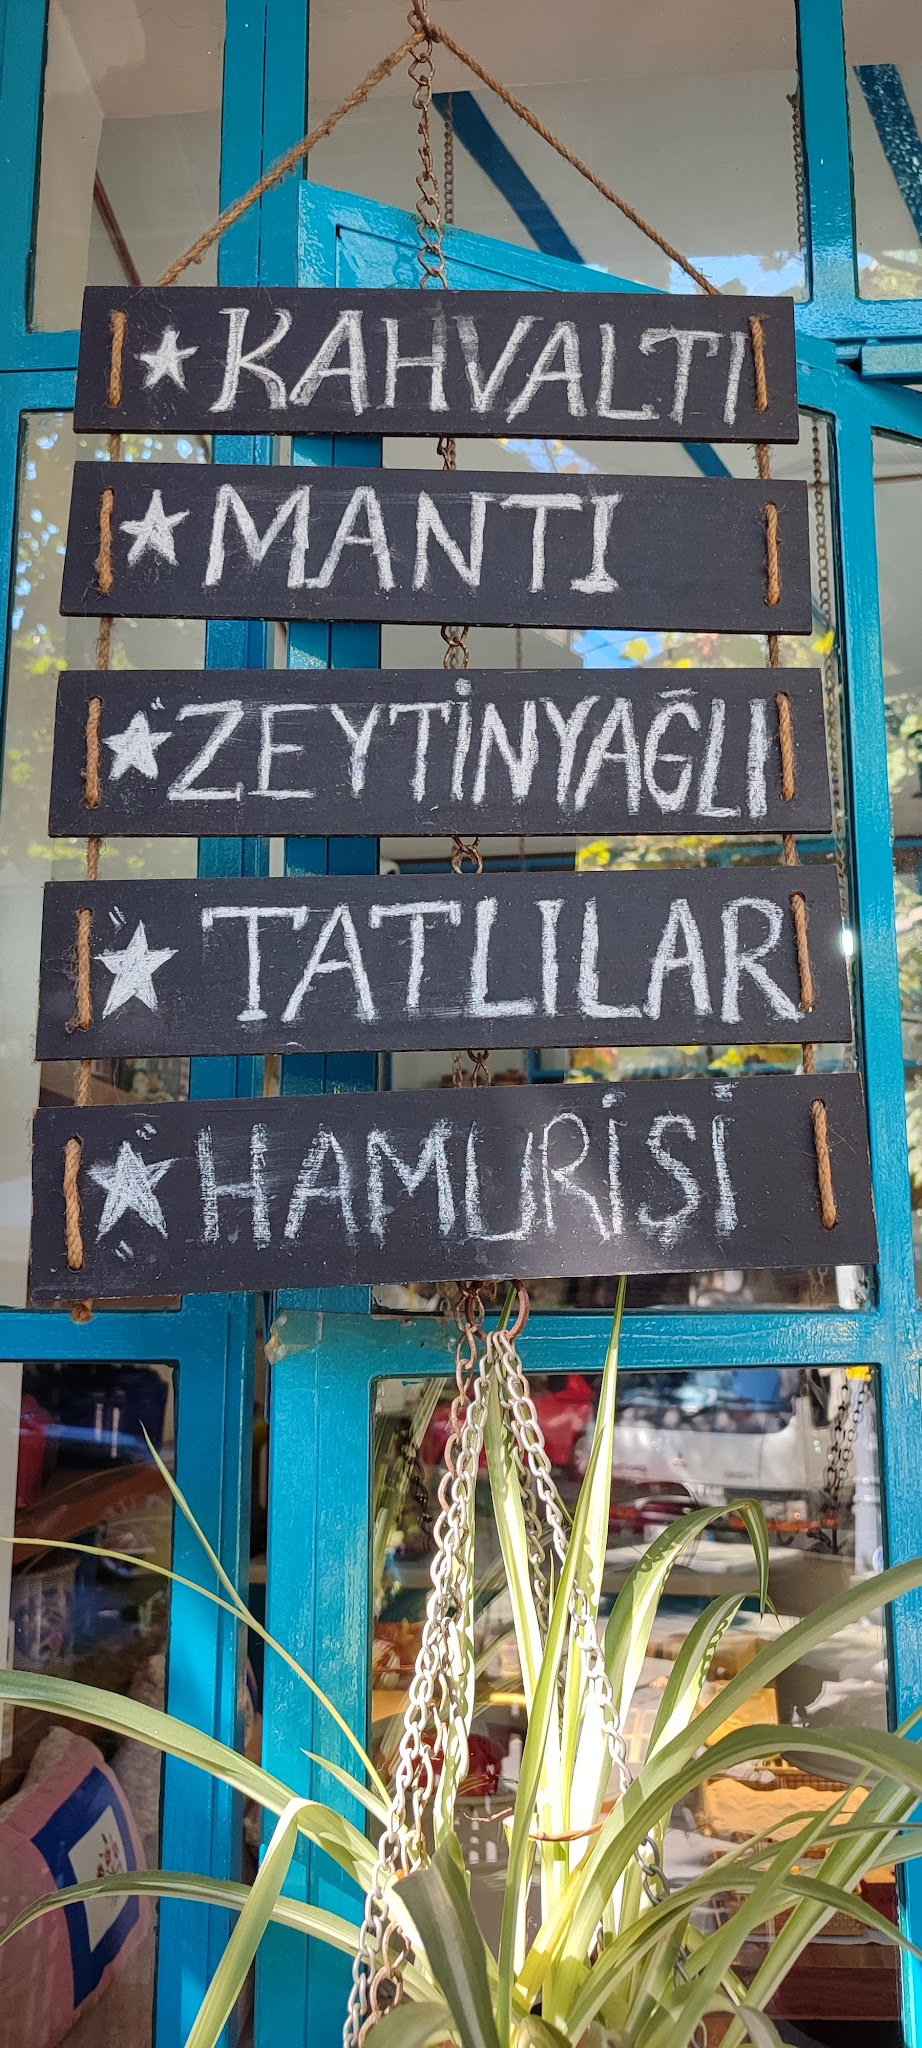 KAHVALTI
MANTI
ZEYTİNYAĞLI
TATLILAR
HAMURİŞİ